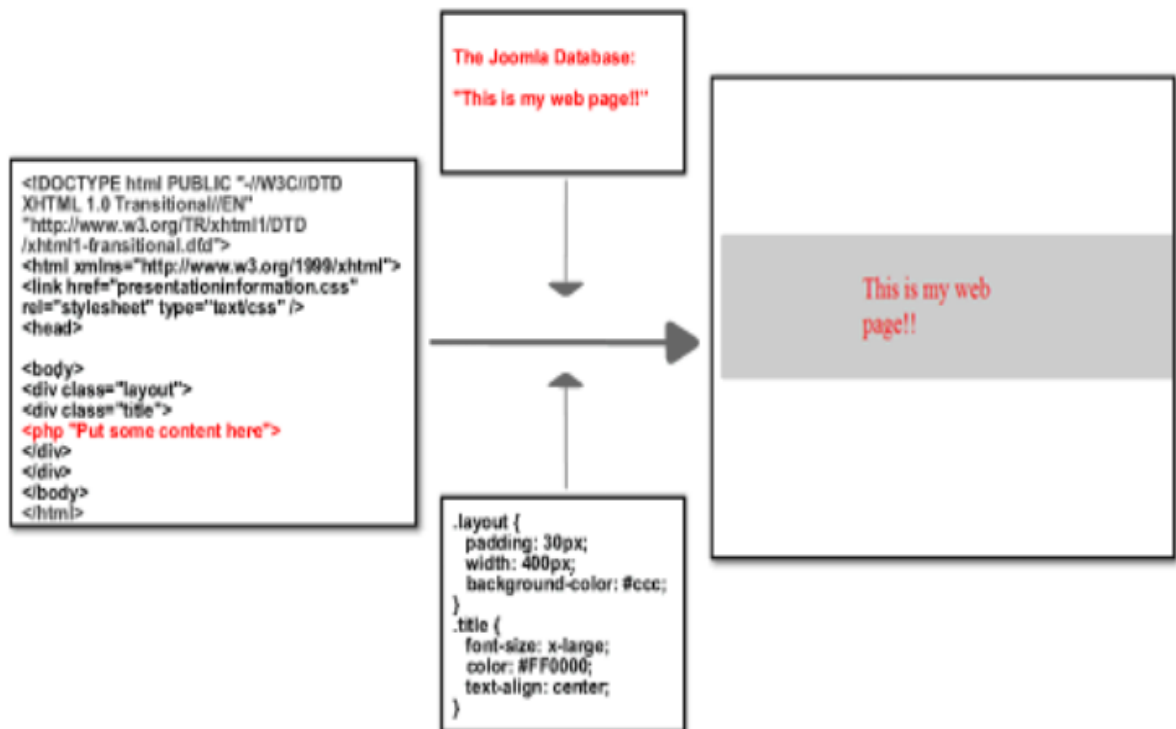 The Joomla Database:
"This is my web page!!"
<!DOCTYPE html PUBLIC "-//W3C//DTD
XHTML 1.0 Transitional//EN"
"http://www.w3.org/TR/xhtml1/DTD
/xhtml1-transitional.dtd">
<html xmlns="http://www.w3.org/1999/xhtml">
<link href="presentationinformation.css"
rel="stylesheet" type="text/css" />
<head>
<body>
<div class="layout">
<div class="title">
<php "Put some content here">
</div>
</div>
</body>
</html>
.layout {
padding: 30px;
width: 400px;
background-color: #ccc;
}
.title {
font-size: x-large;
color: #FF0000;
text-align: center;
}
This is my web
page!!